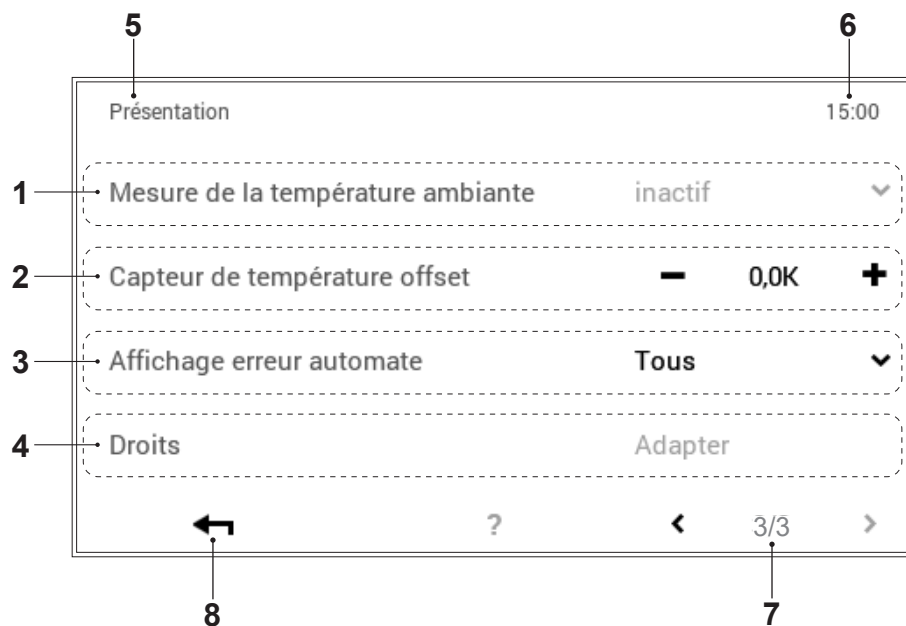 5 6
Présentation 15:00
1 Mesure de la température ambiante inactif
2 Capteur de température offset − 0,0K +
3 Affichage erreur automate Tous
4 Droits Adapter
? < 3/3 >
8 7